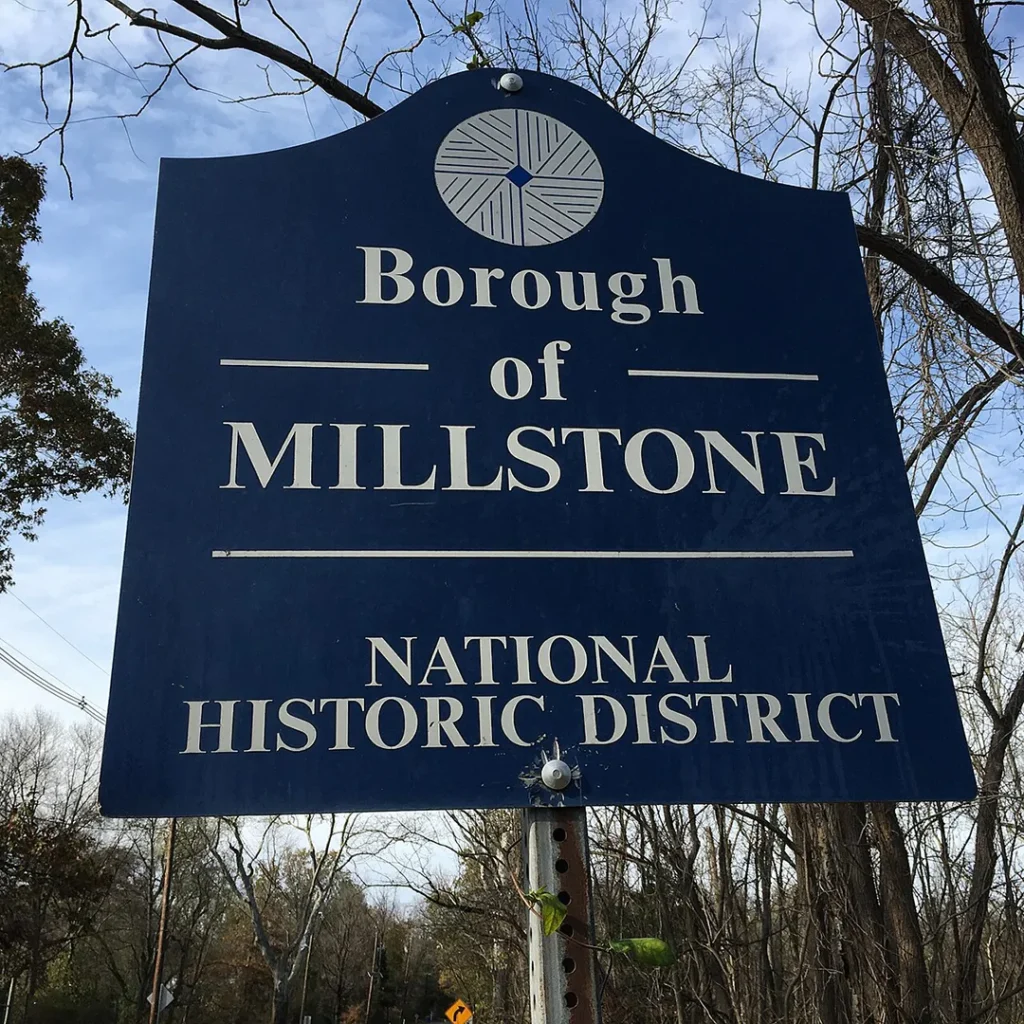 Borough
of
MILLSTONE
NATIONAL
HISTORIC DISTRICT